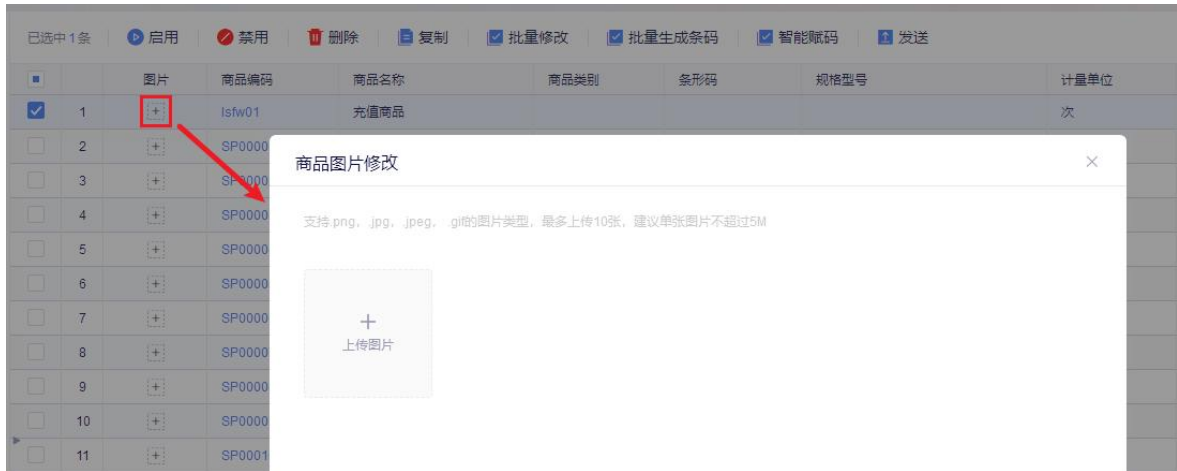 已选中1条 启用 禁用 删除 复制 批量修改 批量生成条码 智能赋码 发送
图片 商品编码 商品名称 商品类别 条形码 规格型号 计量单位
1 + lsfw01 充值商品 次
2 + SP0000
商品图片修改 ×
3 + SP0000
4 + SP0000
支持.png, .jpg, .jpeg, .gif的图片类型, 最多上传10张, 建议单张图片不超过5M
5 + SP0000
6 + SP0000
7 + SP0000
+
上传图片
8 + SP0000
9 + SP0000
10 + SP0000
11 + SP0001